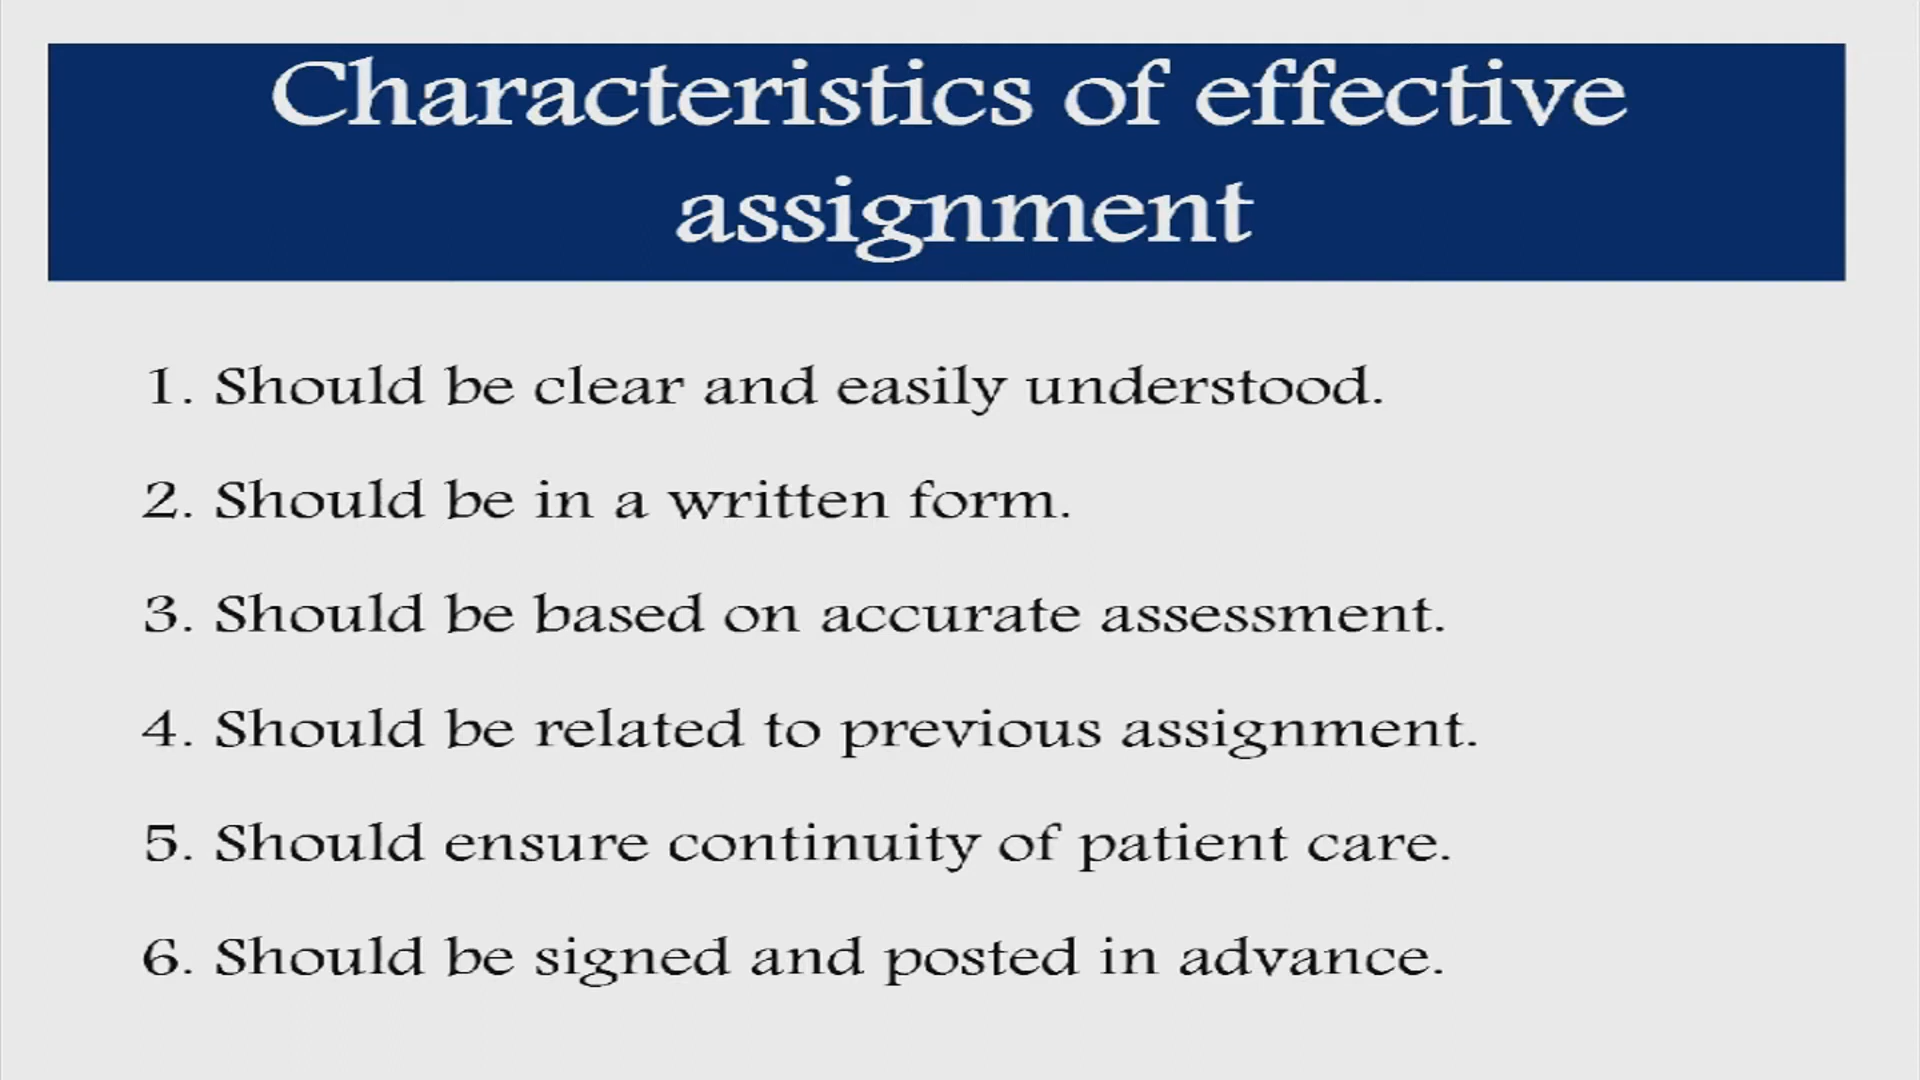 Characteristics of effective
assignment
1. Should be clear and easily understood.
2. Should be in a written form.
3. Should be based on accurate assessment.
4. Should be related to previous assignment.
5. Should ensure continuity of patient care.
6. Should be signed and posted in advance.